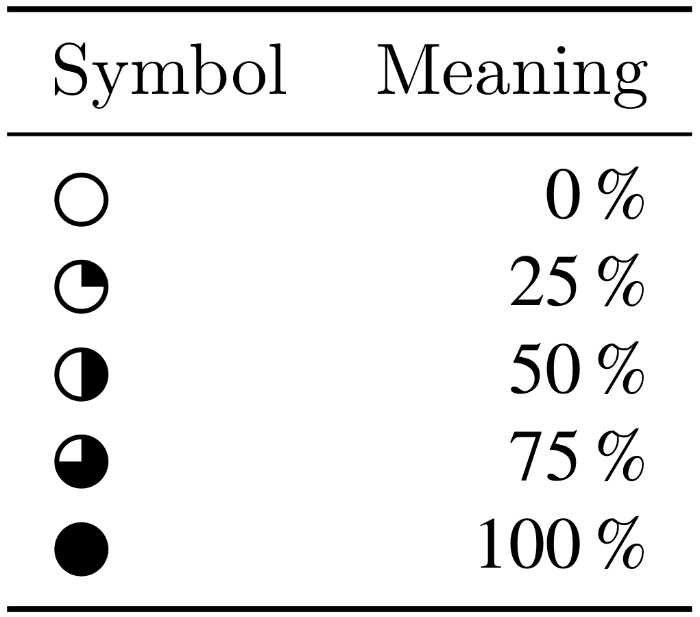 Symbol Meaning
○ 0 %
◔ 25 %
◑ 50 %
◕ 75 %
● 100 %